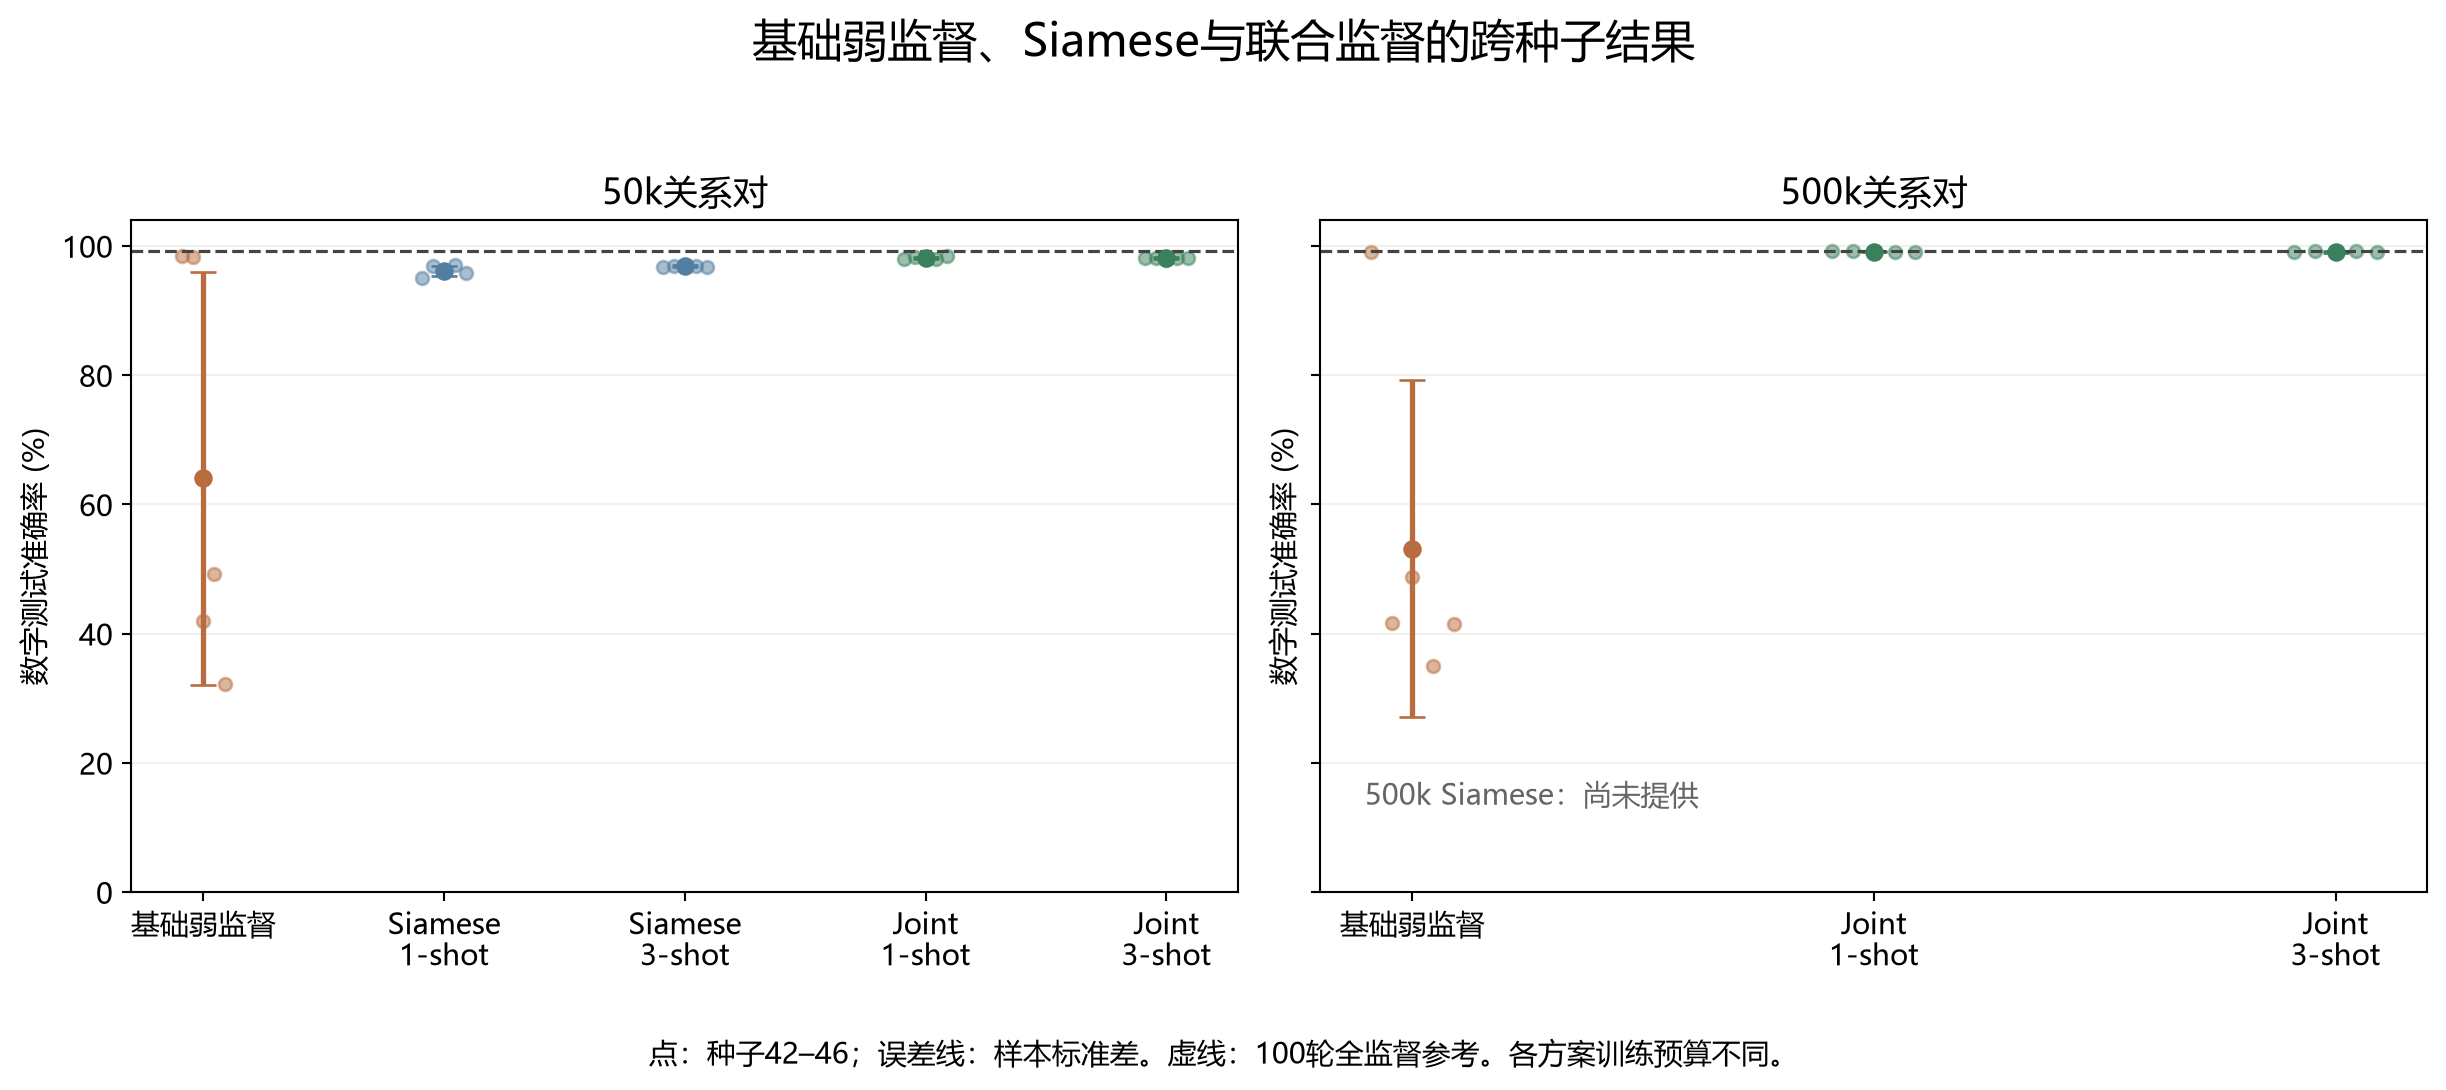 基础弱监督、Siamese与联合监督的跨种子结果
50k关系对
数字测试准确率 (%)
100
80
60
40
20
0
基础弱监督
Siamese
1-shot
Siamese
3-shot
Joint
1-shot
Joint
3-shot
500k关系对
数字测试准确率 (%)
500k Siamese：尚未提供
基础弱监督
Joint
1-shot
Joint
3-shot
点：种子42–46；误差线：样本标准差。虚线：100轮全监督参考。各方案训练预算不同。